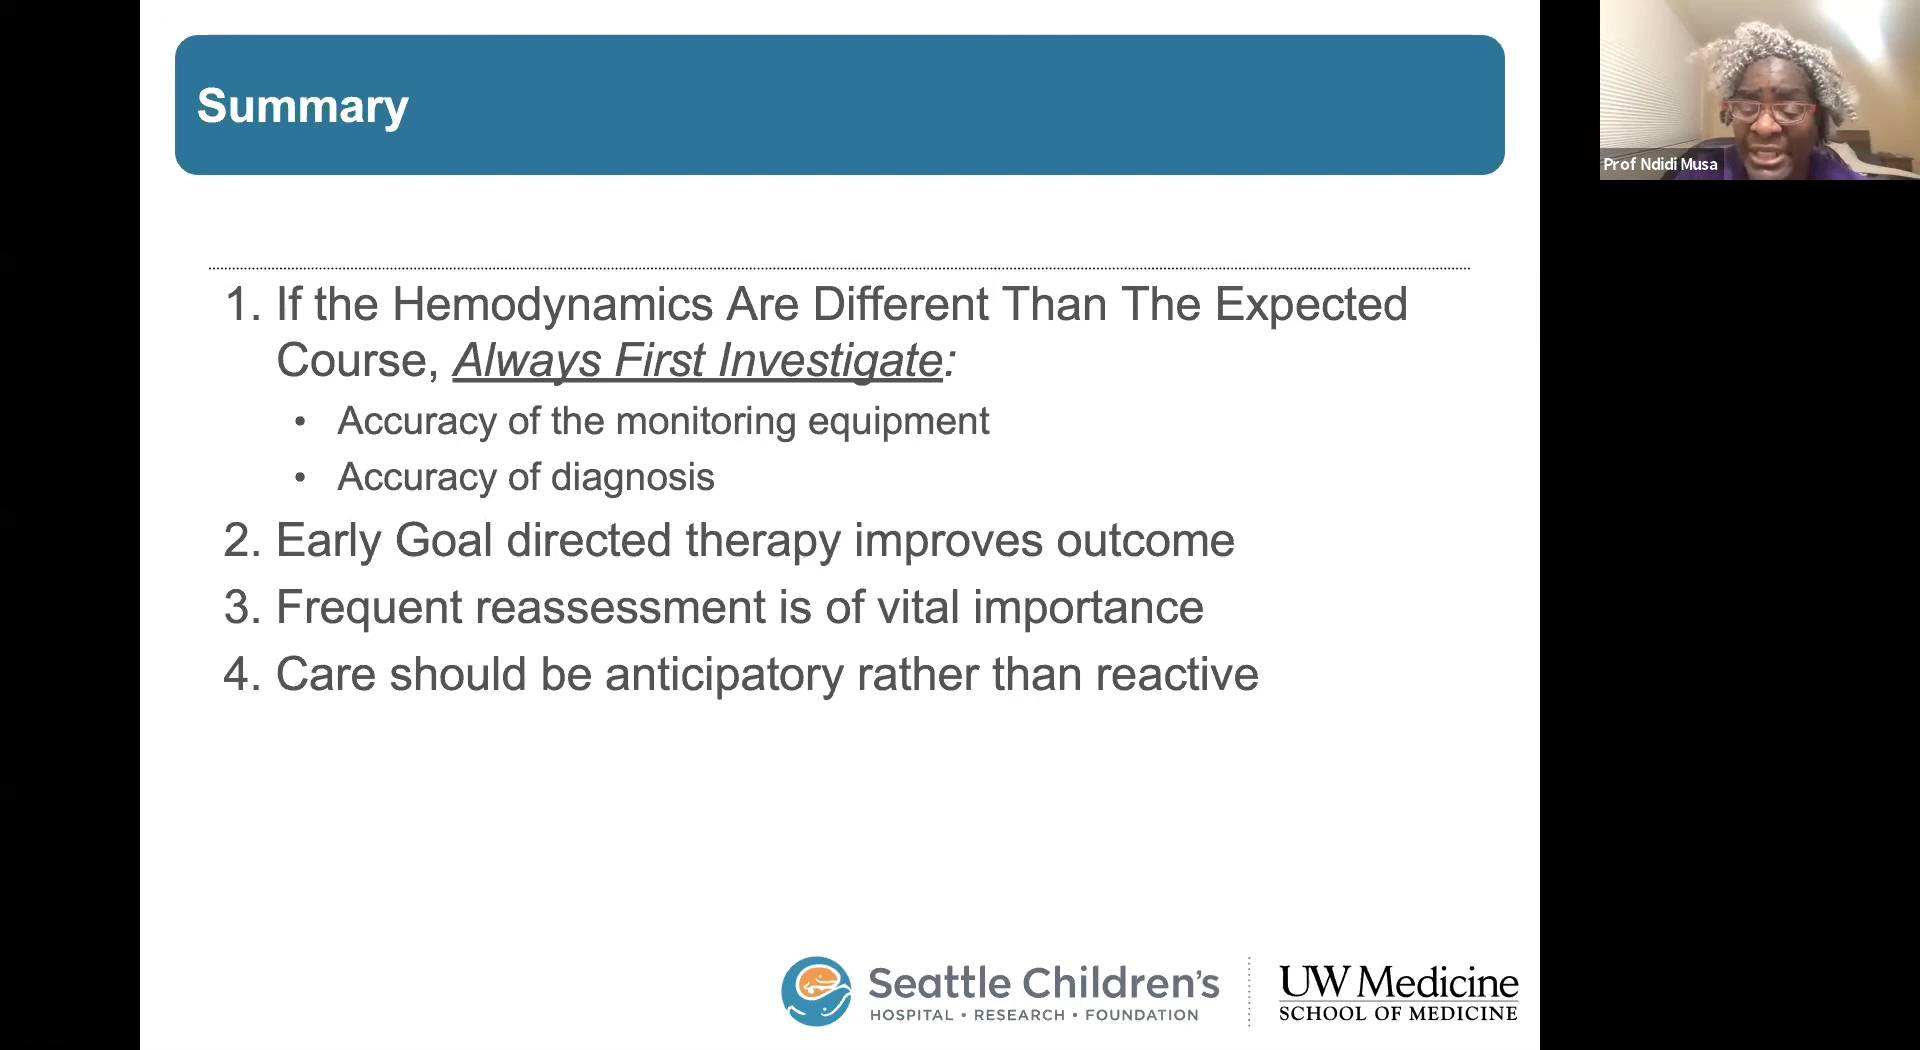 Summary
1. If the Hemodynamics Are Different Than The Expected
Course, Always First Investigate:
• Accuracy of the monitoring equipment
• Accuracy of diagnosis
2. Early Goal directed therapy improves outcome
3. Frequent reassessment is of vital importance
4. Care should be anticipatory rather than reactive
Seattle Children's
HOSPITAL • RESEARCH • FOUNDATION
UW Medicine
SCHOOL OF MEDICINE
Prof Ndidi Musa